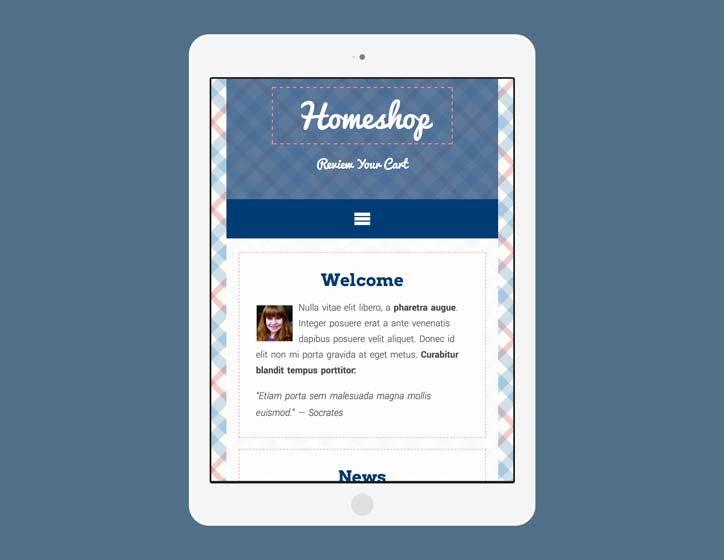 Homeshop
Review Your Cart
Welcome
Nulla vitae elit libero, a pharetra augue.
Integer posuere erat a ante venenatis
dapibus posuere velit aliquet. Donec id
elit non mi porta gravida at eget metus. Curabitur
blandit tempus porttitor.
“Etiam porta sem malesuada magna mollis
euismod.” — Socrates
News